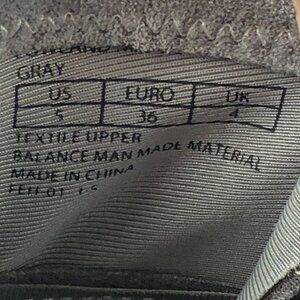 GRAY
US EURO UK
5 36 4
TEXTILE UPPER
BALANCE MAN MADE MATERIAL
MADE IN CHINA